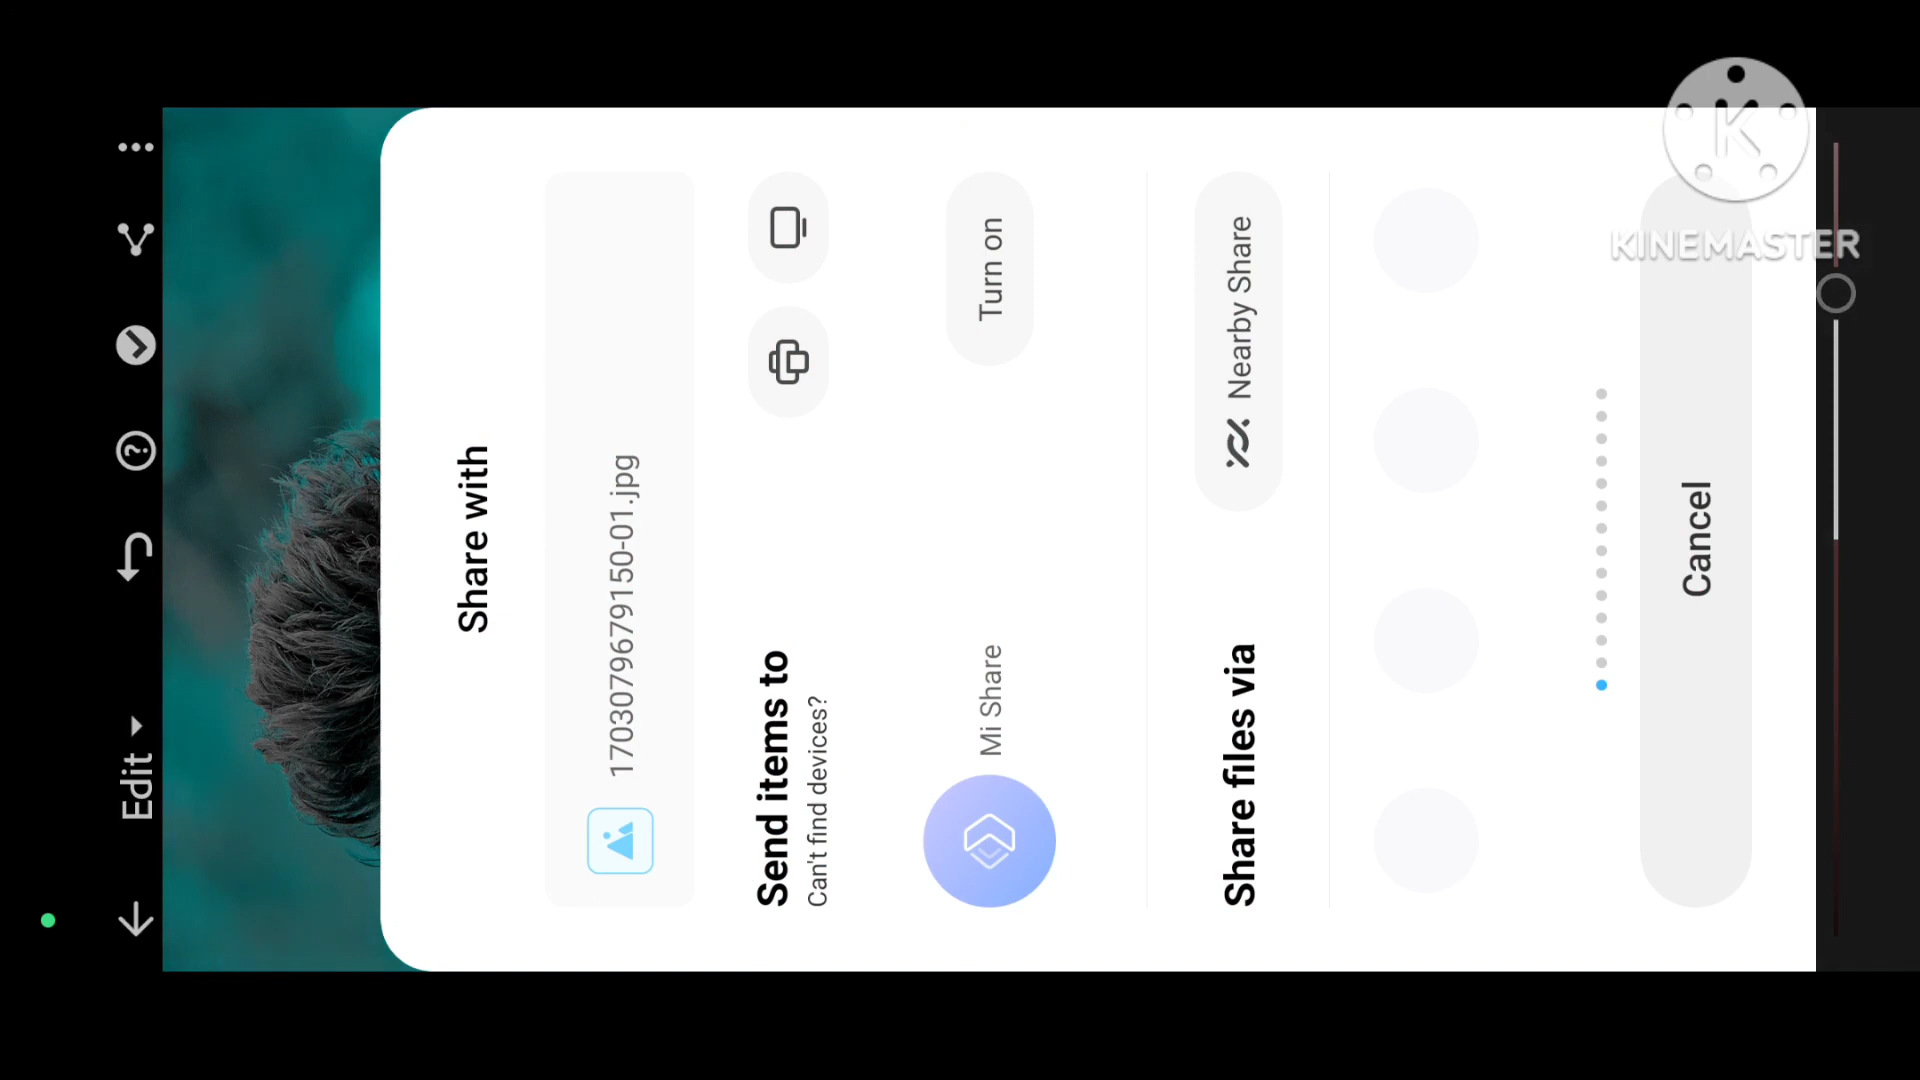 Edit
Share with
1703079679150-01.jpg
Send items to
Can't find devices?
Mi Share
Turn on
Share files via
Nearby Share
Cancel
K
KINEMASTER